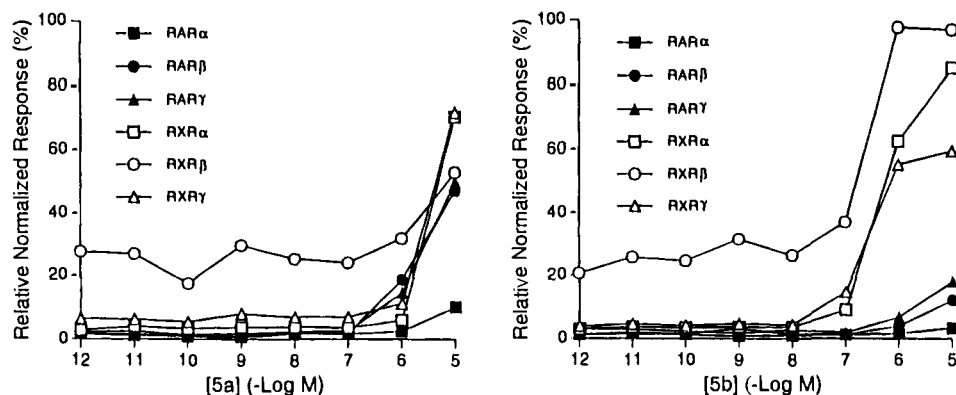 Relative Normalized Response (%)
100
80
60
40
20
0
RARα
RARβ
RARγ
RXRα
RXRβ
RXRγ
12 11 10 9 8 7 6 5
[5a] (-Log M)
Relative Normalized Response (%)
100
80
60
40
20
0
RARα
RARβ
RARγ
RXRα
RXRβ
RXRγ
12 11 10 9 8 7 6 5
[5b] (-Log M)